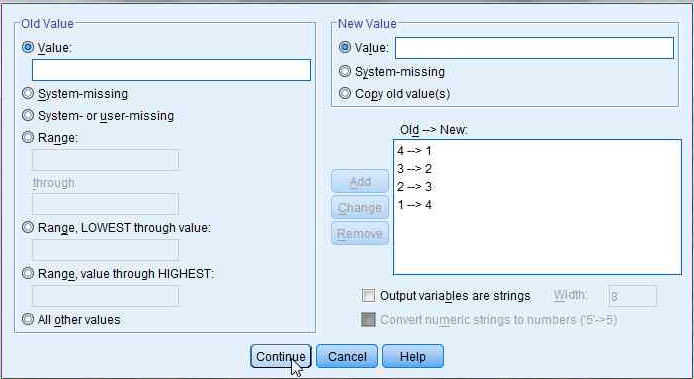 Old Value
Value:
System-missing
System- or user-missing
Range:
through
Range, LOWEST through value:
Range, value through HIGHEST:
All other values
New Value
Value:
System-missing
Copy old value(s)
Old --> New:
4 --> 1
3 --> 2
2 --> 3
1 --> 4
Add
Change
Remove
Output variables are strings
Width: 8
Convert numeric strings to numbers ('5'->5)
Continue
Cancel
Help